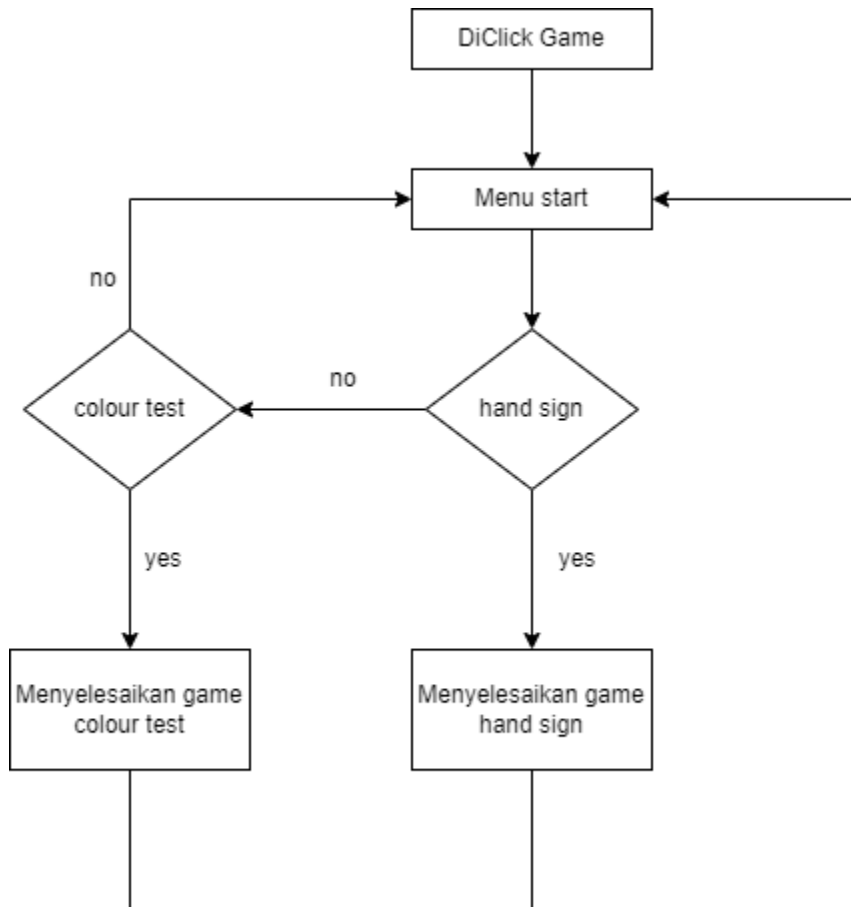 DiClick Game
Menu start
no
colour test
no
hand sign
yes
yes
Menyelesaikan game
colour test
Menyelesaikan game
hand sign